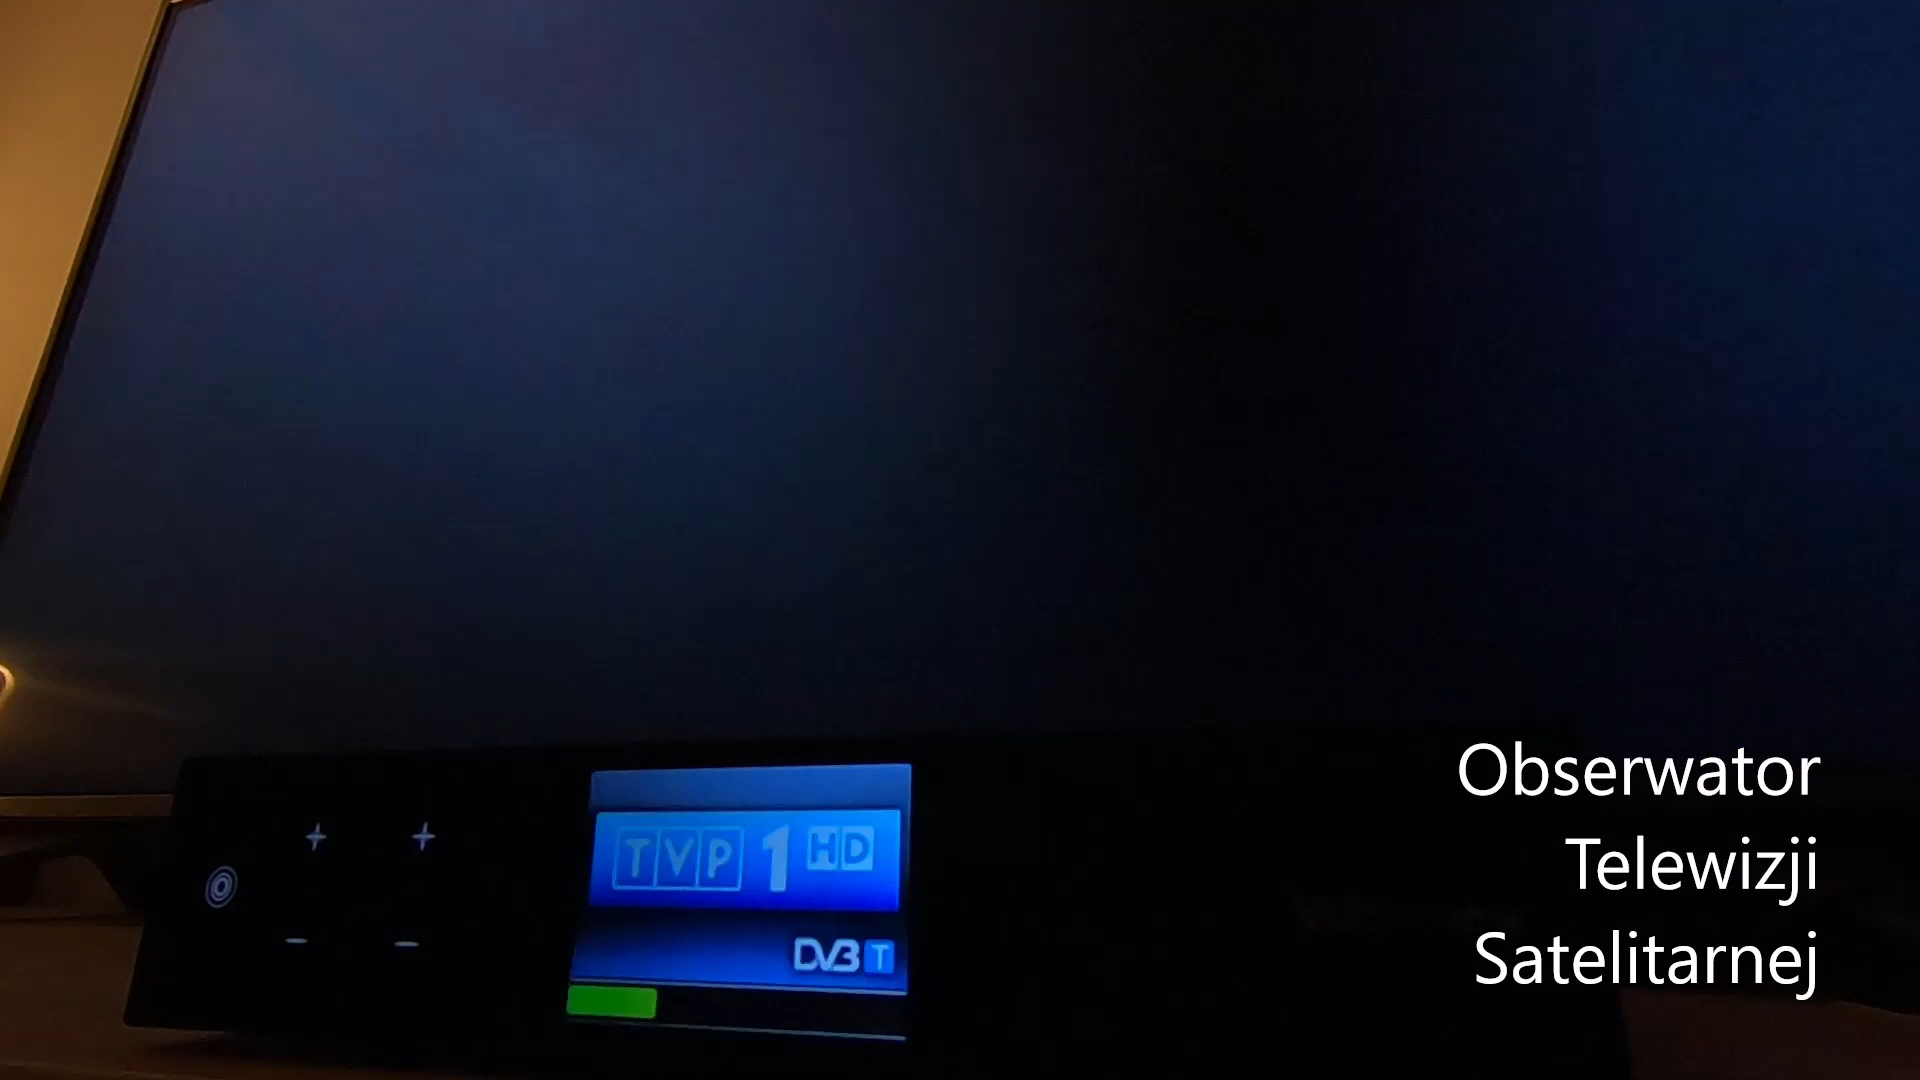 TVP 1 HD
DVB T
Obserwator
Telewizji
Satelitarnej